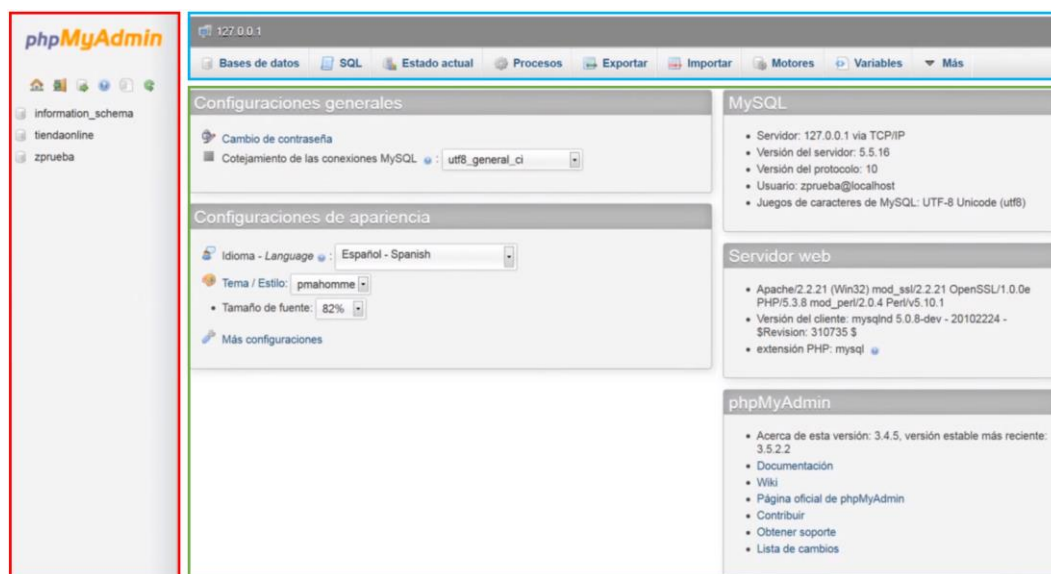 phpMyAdmin
information_schema
tiendaonline
zprueba
127.0.0.1
Bases de datos SQL Estado actual Procesos Exportar Importar Motores Variables Más
Configuraciones generales
Cambio de contraseña
Cotejamiento de las conexiones MySQL : utf8_general_ci
Configuraciones de apariencia
Idioma - Language : Español - Spanish
Tema / Estilo: pmahomme
• Tamaño de fuente: 82%
Más configuraciones
MySQL
• Servidor: 127.0.0.1 via TCP/IP
• Versión del servidor: 5.5.16
• Versión del protocolo: 10
• Usuario: zprueba@localhost
• Juegos de caracteres de MySQL: UTF-8 Unicode (utf8)
Servidor web
• Apache/2.2.21 (Win32) mod_ssl/2.2.21 OpenSSL/1.0.0e
PHP/5.3.8 mod_perl/2.0.4 Perl/v5.10.1
• Versión del cliente: mysqlnd 5.0.8-dev - 20102224 -
$Revision: 310735 $
• extensión PHP: mysql
phpMyAdmin
• Acerca de esta versión: 3.4.5, versión estable más reciente:
3.5.2.2
• Documentación
• Wiki
• Página oficial de phpMyAdmin
• Contribuir
• Obtener soporte
• Lista de cambios